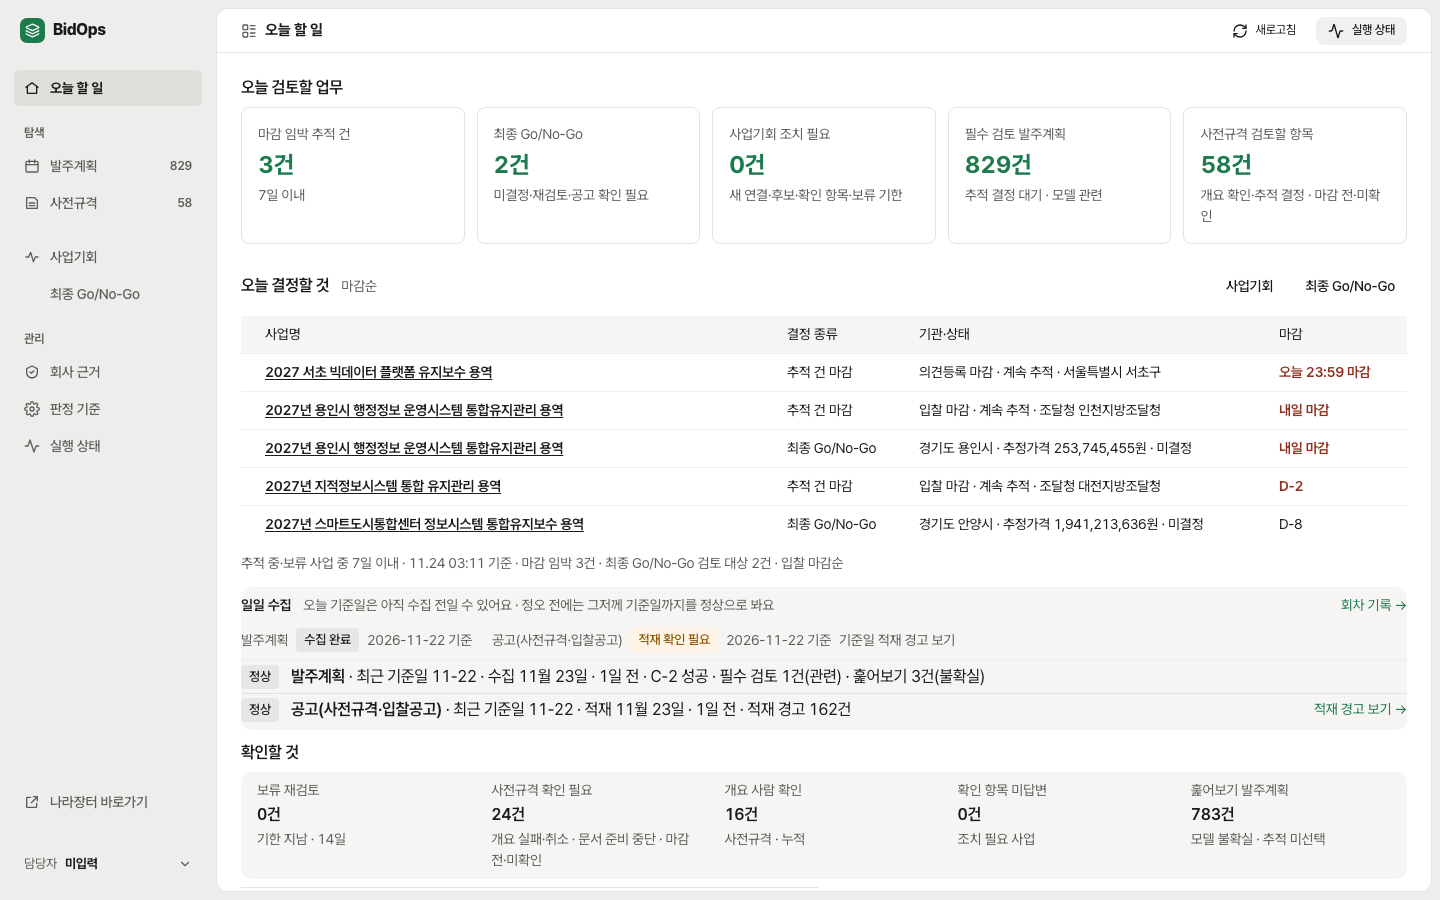 BidOps
오늘 할 일
탐색
발주계획 829
사전규격 58
사업기회
최종 Go/No-Go
관리
회사 근거
판정 기준
실행 상태
나라장터 바로가기
담당자 미입력
오늘 할 일
새로고침
실행 상태
오늘 검토할 업무
마감 임박 추적 건
3건
7일 이내
최종 Go/No-Go
2건
미결정·재검토·공고 확인 필요
사업기회 조치 필요
0건
새 연결·후보·확인 항목·보류 기한
필수 검토 발주계획
829건
추적 결정 대기 · 모델 관련
사전규격 검토할 항목
58건
개요 확인·추적 결정 · 마감 전·미확
인
오늘 결정할 것 마감순
사업기회 최종 Go/No-Go
사업명 결정 종류 기관·상태 마감
2027 서초 빅데이터 플랫폼 유지보수 용역 추적 건 마감 의견등록 마감 · 계속 추적 · 서울특별시 서초구 오늘 23:59 마감
2027년 용인시 행정정보 운영시스템 통합유지관리 용역 추적 건 마감 입찰 마감 · 계속 추적 · 조달청 인천지방조달청 내일 마감
2027년 용인시 행정정보 운영시스템 통합유지관리 용역 최종 Go/No-Go 경기도 용인시 · 추정가격 253,745,455원 · 미결정 내일 마감
2027년 지적정보시스템 통합 유지관리 용역 추적 건 마감 입찰 마감 · 계속 추적 · 조달청 대전지방조달청 D-2
2027년 스마트도시통합센터 정보시스템 통합유지보수 용역 최종 Go/No-Go 경기도 안양시 · 추정가격 1,941,213,636원 · 미결정 D-8
추적 중·보류 사업 중 7일 이내 · 11.24 03:11 기준 · 마감 임박 3건 · 최종 Go/No-Go 검토 대상 2건 · 입찰 마감순
일일 수집 오늘 기준일은 아직 수집 전일 수 있어요 · 정오 전에는 그저께 기준일까지를 정상으로 봐요 회차 기록 →
발주계획 수집 완료 2026-11-22 기준 공고(사전규격·입찰공고) 적재 확인 필요 2026-11-22 기준 기준일 적재 경고 보기
정상 발주계획 · 최근 기준일 11-22 · 수집 11월 23일 · 1일 전 · C-2 성공 · 필수 검토 1건(관련) · 훑어보기 3건(불확실)
정상 공고(사전규격·입찰공고) · 최근 기준일 11-22 · 적재 11월 23일 · 1일 전 · 적재 경고 162건 적재 경고 보기 →
확인할 것
보류 재검토
0건
기한 지남 · 14일
사전규격 확인 필요
24건
개요 실패·취소 · 문서 준비 중단 · 마감
전·미확인
개요 사람 확인
16건
사전규격 · 누적
확인 항목 미답변
0건
조치 필요 사업
훑어보기 발주계획
783건
모델 불확실 · 추적 미선택